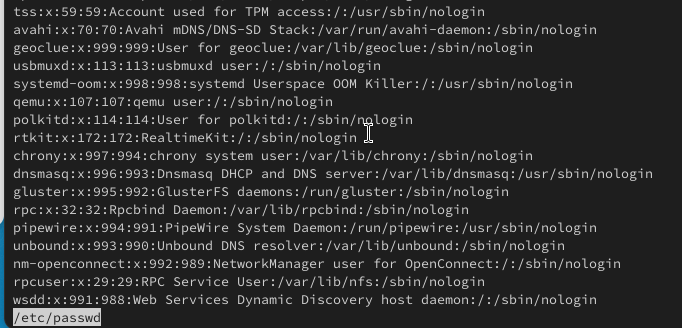 tss:x:59:59:Account used for TPM access:/:/usr/sbin/nologin
avahi:x:70:70:Avahi mDNS/DNS-SD Stack:/var/run/avahi-daemon:/sbin/nologin
geoclue:x:999:999:User for geoclue:/var/lib/geoclue:/sbin/nologin
usbmuxd:x:113:113:usbmuxd user:/:/sbin/nologin
systemd-oom:x:998:998:systemd Userspace OOM Killer:/:/usr/sbin/nologin
qemu:x:107:107:qemu user:/:/sbin/nologin
polkitd:x:114:114:User for polkitd:/:/sbin/nologin
rtkit:x:172:172:RealtimeKit:/:/sbin/nologin
chrony:x:997:994:chrony system user:/var/lib/chrony:/sbin/nologin
dnsmasq:x:996:993:Dnsmasq DHCP and DNS server:/var/lib/dnsmasq:/usr/sbin/nologin
gluster:x:995:992:GlusterFS daemons:/run/gluster:/sbin/nologin
rpc:x:32:32:Rpcbind Daemon:/var/lib/rpcbind:/sbin/nologin
pipewire:x:994:991:PipeWire System Daemon:/run/pipewire:/usr/sbin/nologin
unbound:x:993:990:Unbound DNS resolver:/var/lib/unbound:/sbin/nologin
nm-openconnect:x:992:989:NetworkManager user for OpenConnect:/:/sbin/nologin
rpcuser:x:29:29:RPC Service User:/var/lib/nfs:/sbin/nologin
wsdd:x:991:988:Web Services Dynamic Discovery host daemon:/:/sbin/nologin
/etc/passwd